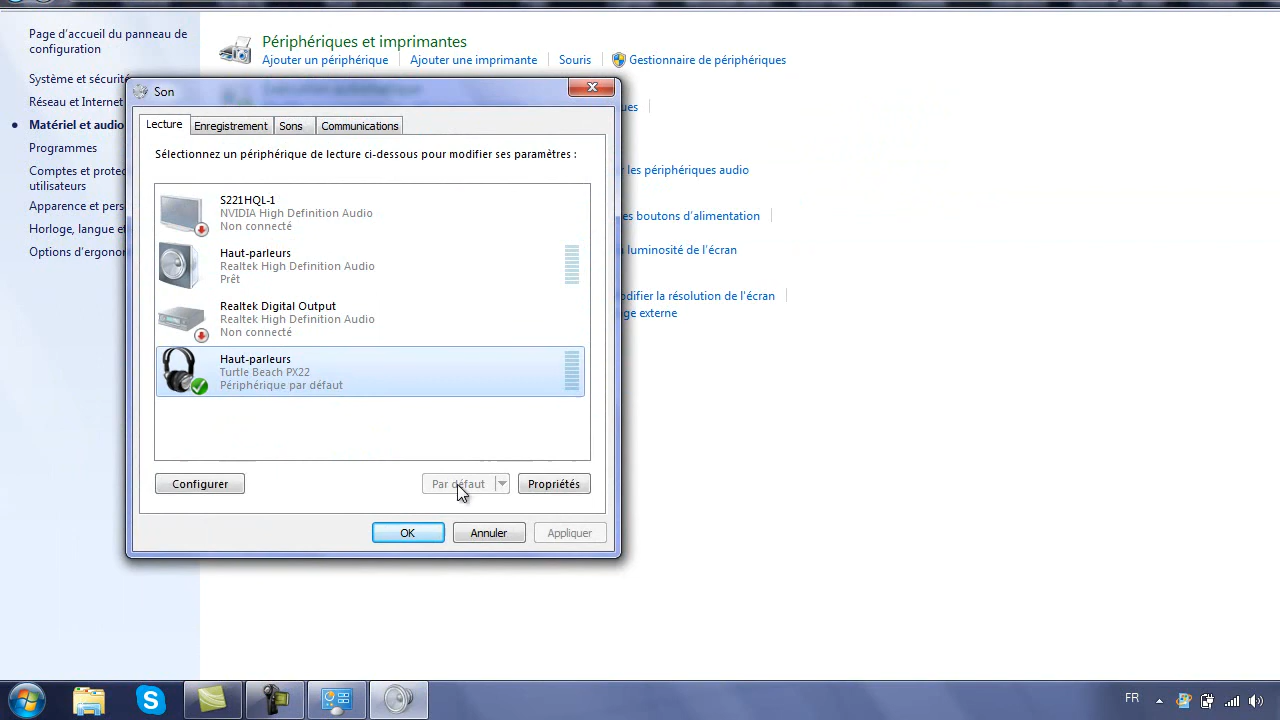 Page d'accueil du panneau de
configuration
Système et sécurité
Réseau et Internet
Matériel et audio
Programmes
Comptes et protec
utilisateurs
Apparence et pers
Horloge, langue et
Options d'ergono
Périphériques et imprimantes
Ajouter un périphérique
Ajouter une imprimante
Souris
Gestionnaire de périphériques
ques
les périphériques audio
es boutons d'alimentation
luminosité de l'écran
odifier la résolution de l'écran
ge externe
Son
Lecture
Enregistrement
Sons
Communications
Sélectionnez un périphérique de lecture ci-dessous pour modifier ses paramètres :
S221HQL-1
NVIDIA High Definition Audio
Non connecté
Haut-parleurs
Realtek High Definition Audio
Prêt
Realtek Digital Output
Realtek High Definition Audio
Non connecté
Haut-parleurs
Turtle Beach PX22
Périphérique par défaut
Configurer
Par défaut
Propriétés
OK
Annuler
Appliquer
FR